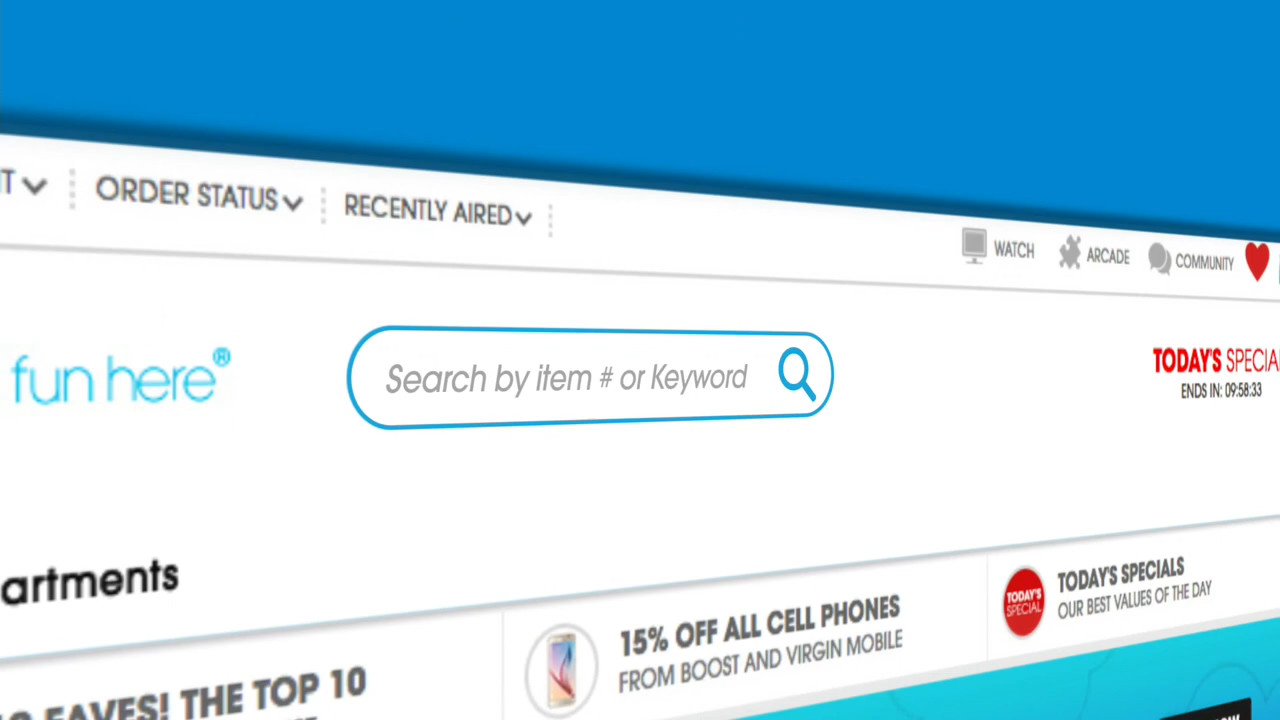 ORDER STATUS
RECENTLY AIRED
WATCH
ARCADE
COMMUNITY
fun here®
Search by item # or Keyword
TODAY'S SPECIAL
ENDS IN: 09:58:33
artments
FAVES! THE TOP 10
15% OFF ALL CELL PHONES
FROM BOOST AND VIRGIN MOBILE
TODAY'S SPECIAL
TODAY'S SPECIALS
OUR BEST VALUES OF THE DAY